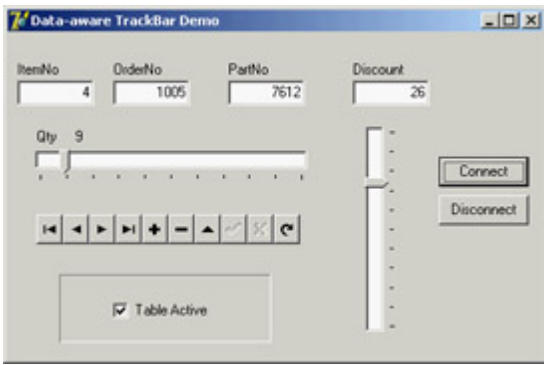 Data-aware TrackBar Demo
ItemNo OrderNo PartNo Discount
4 1005 7612 26
Qty 9
Connect
Disconnect
Table Active